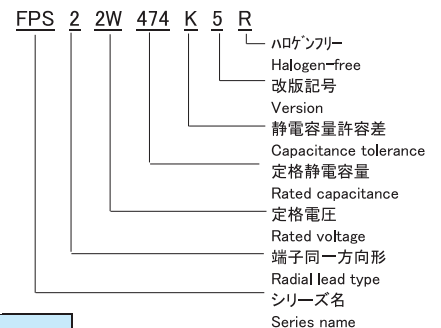 FPS 2 2W 474 K 5 R
ﾊﾛｹﾞﾝﾌﾘｰ
Halogen-free
改版記号
Version
静電容量許容差
Capacitance tolerance
定格静電容量
Rated capacitance
定格電圧
Rated voltage
端子同一方向形
Radial lead type
シリーズ名
Series name